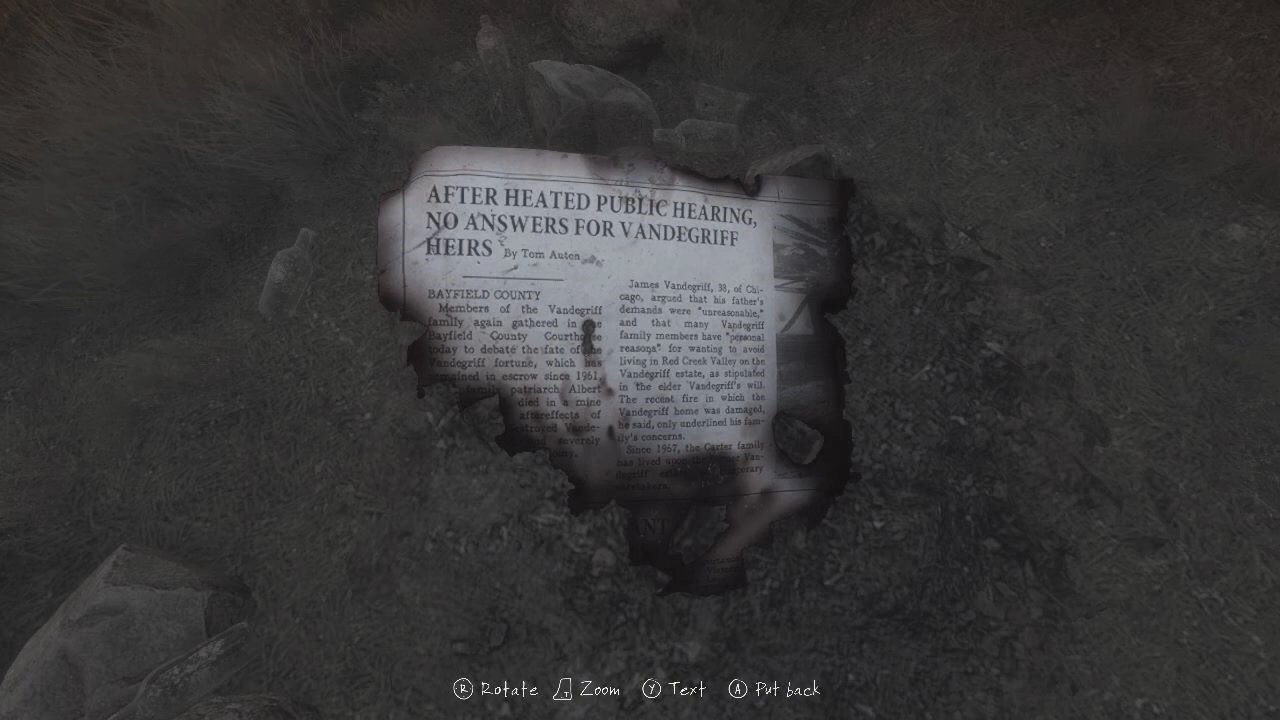 AFTER HEATED PUBLIC HEARING,
NO ANSWERS FOR VANDEGRIFF
HEIRS By Tom Auten
BAYFIELD COUNTY
Members of the Vandegriff
family again gathered in
Bayfield County
today to debate the fate of
Vandegriff fortune, which has
in escrow since 1961,
family patriarch Albert
died in a mine
aftereffects of
severely
James Vandegriff, 38, of Chi-
cago, argued that his father's
demands were "unreasonable,"
and that many Vandegriff
family members have "personal
reasons" for wanting to avoid
living in Red Creek Valley on the
Vandegriff estate, as stipulated
in the elder Vandegriff's will.
The recent fire in which the
Vandegriff home was damaged,
he said, only underlined his fam-
ily's concerns.
Since 1967, the Carter family
has lived upon the Van-
degriff
R Rotate Zoom Y Text A Put back